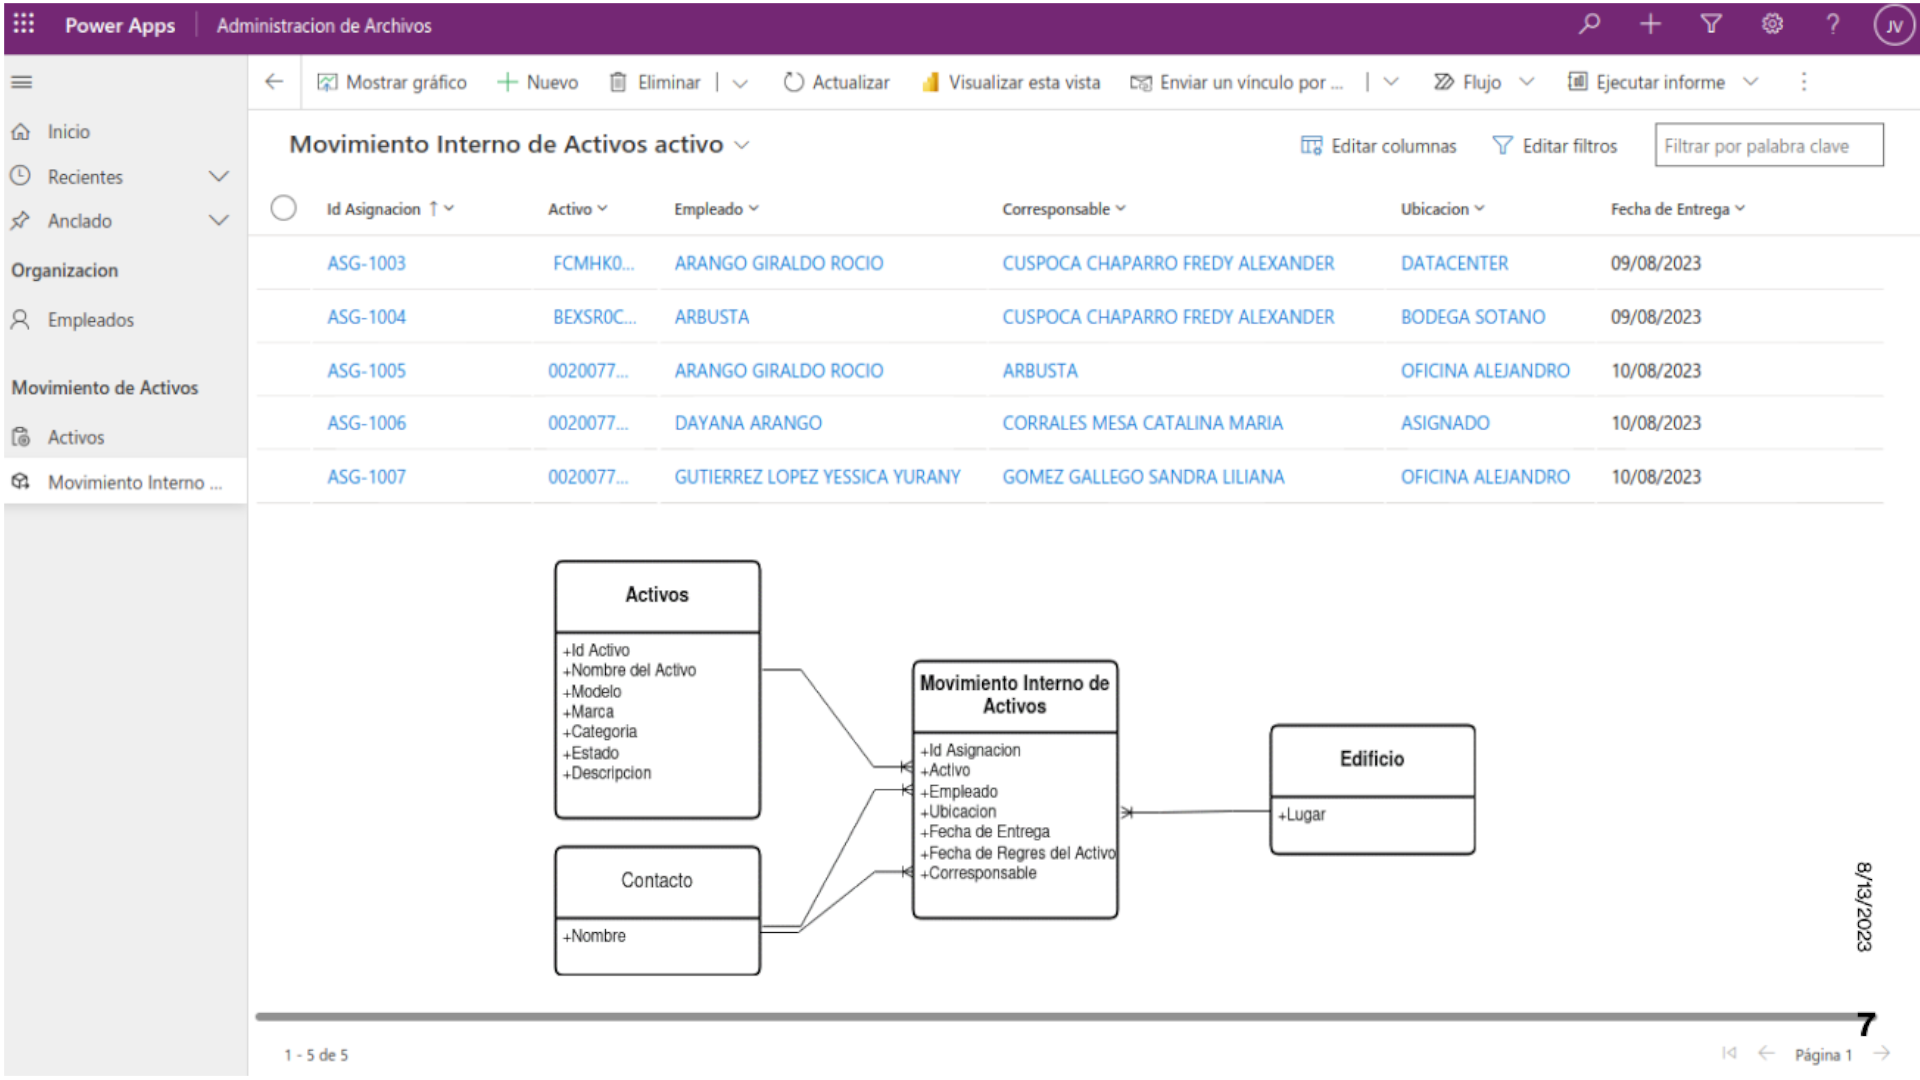 Power Apps Administracion de Archivos JV
Mostrar gráfico Nuevo Eliminar Actualizar Visualizar esta vista Enviar un vínculo por ... Flujo Ejecutar informe
Inicio
Recientes
Anclado
Organizacion
Empleados
Movimiento de Activos
Activos
Movimiento Interno ...
Movimiento Interno de Activos activo Editar columnas Editar filtros Filtrar por palabra clave
Id Asignacion Activo Empleado Corresponsable Ubicacion Fecha de Entrega
ASG-1003 FCMHK0... ARANGO GIRALDO ROCIO CUSPOCA CHAPARRO FREDY ALEXANDER DATACENTER 09/08/2023
ASG-1004 BEXSR0C... ARBUSTA CUSPOCA CHAPARRO FREDY ALEXANDER BODEGA SOTANO 09/08/2023
ASG-1005 0020077... ARANGO GIRALDO ROCIO ARBUSTA OFICINA ALEJANDRO 10/08/2023
ASG-1006 0020077... DAYANA ARANGO CORRALES MESA CATALINA MARIA ASIGNADO 10/08/2023
ASG-1007 0020077... GUTIERREZ LOPEZ YESSICA YURANY GOMEZ GALLEGO SANDRA LILIANA OFICINA ALEJANDRO 10/08/2023
Activos
+Id Activo
+Nombre del Activo
+Modelo
+Marca
+Categoria
+Estado
+Descripcion
Contacto
+Nombre
Movimiento Interno de
Activos
+Id Asignacion
+Activo
+Empleado
+Ubicacion
+Fecha de Entrega
+Fecha de Regres del Activo
+Corresponsable
Edificio
+Lugar
8/13/2023
7
1 - 5 de 5 Página 1